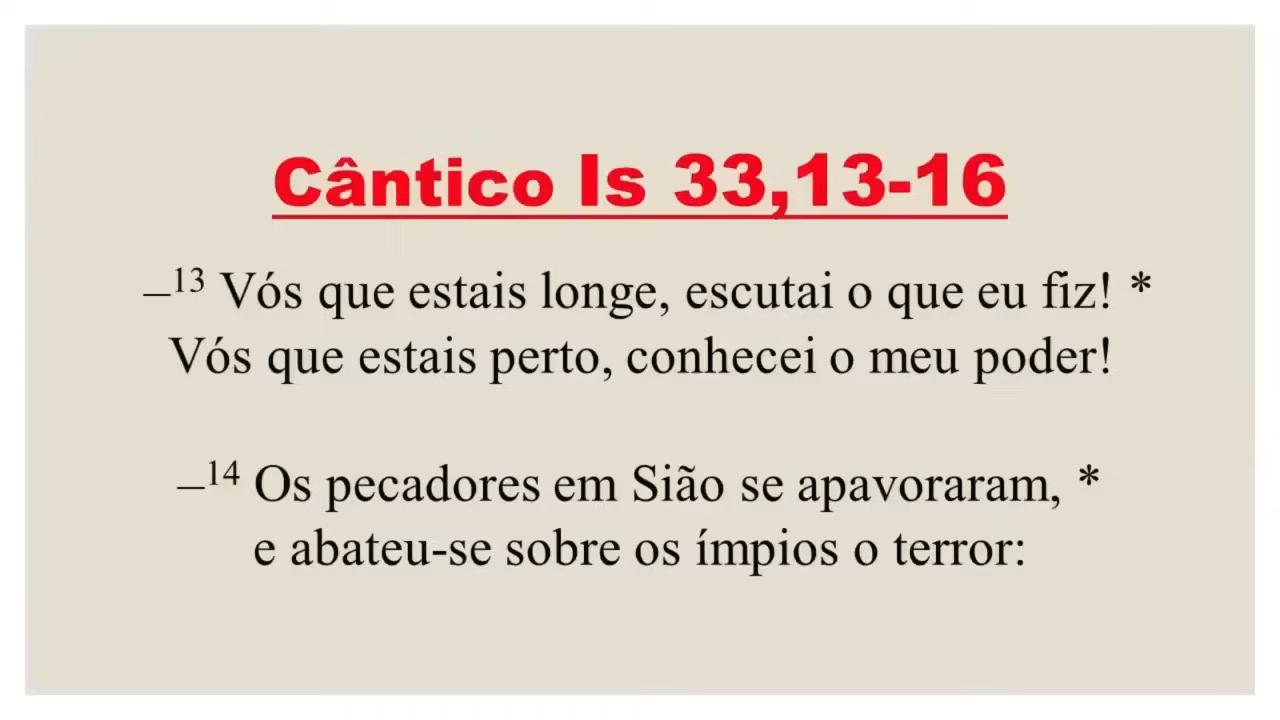 Cântico Is 33,13-16
–13 Vós que estais longe, escutai o que eu fiz! *
Vós que estais perto, conhecei o meu poder!
–14 Os pecadores em Sião se apavoraram, *
e abateu-se sobre os ímpios o terror: